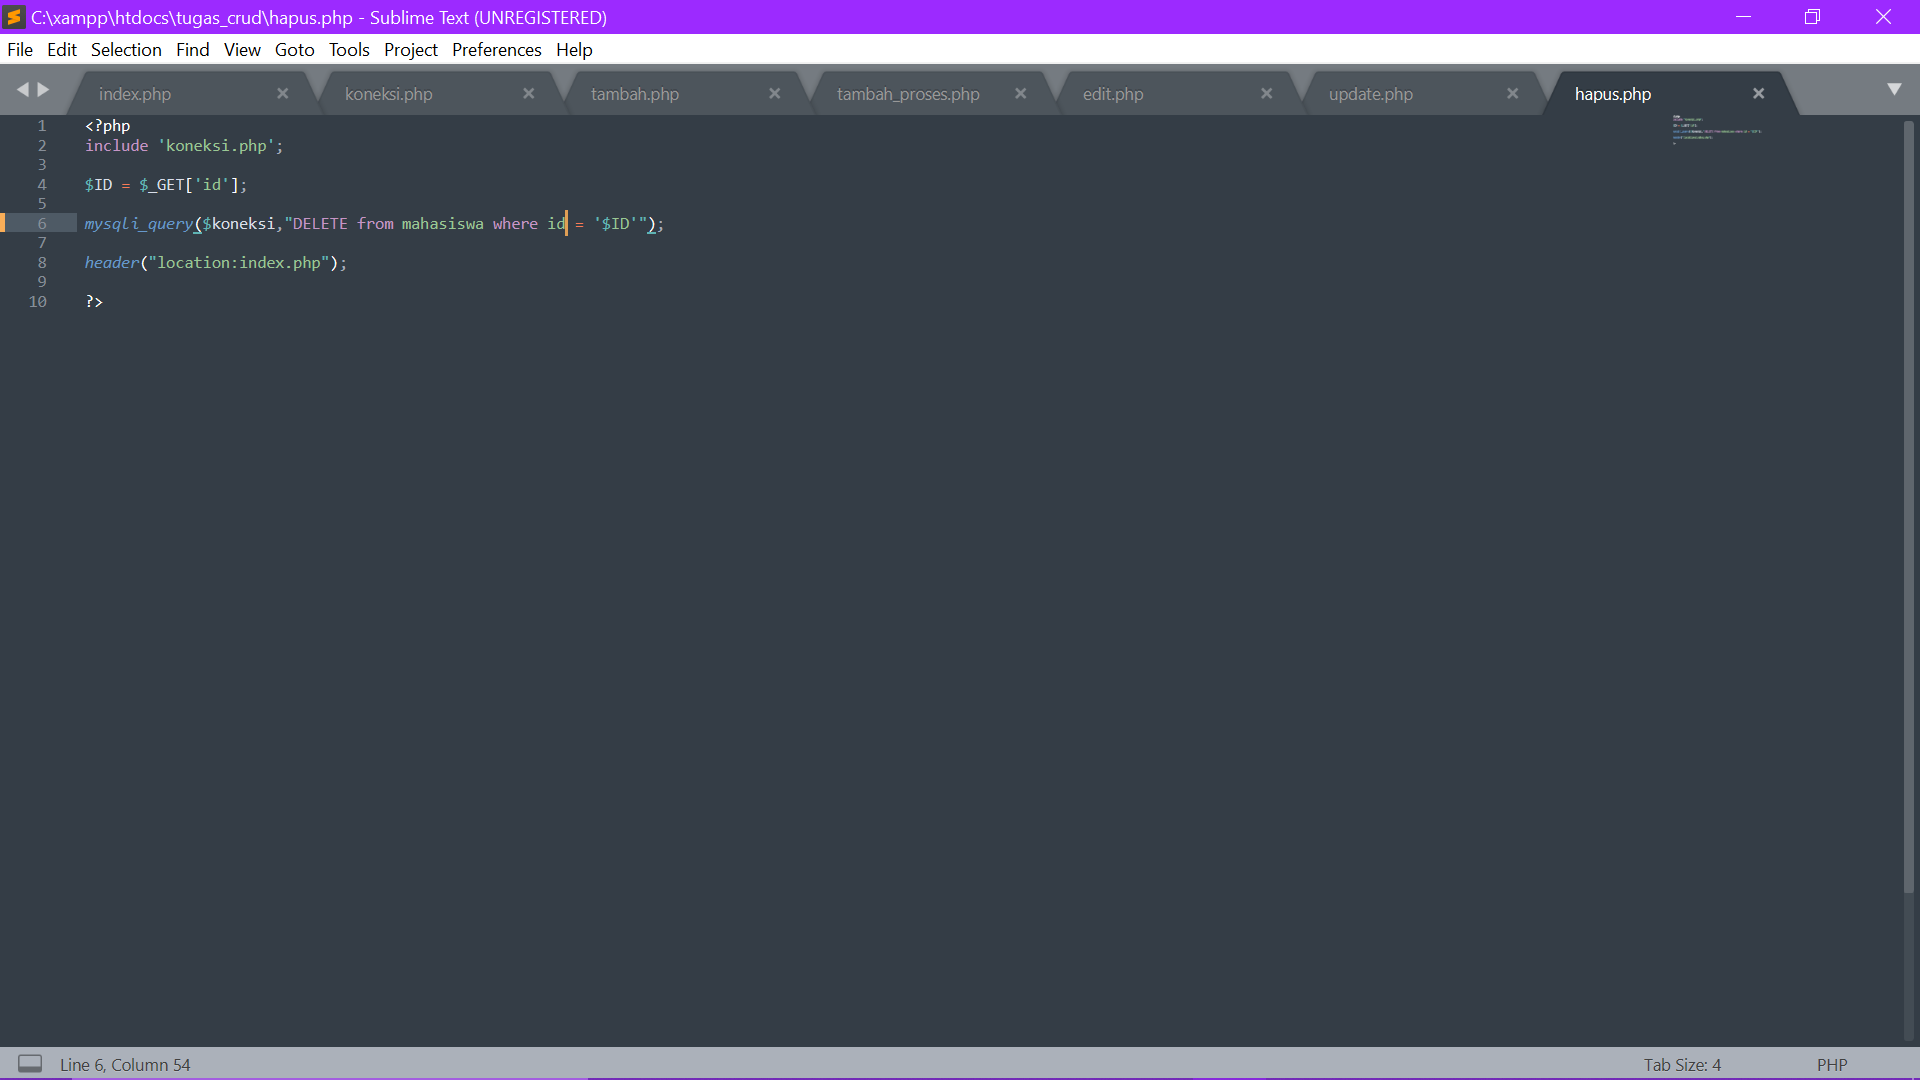 C:\xampp\htdocs\tugas_crud\hapus.php - Sublime Text (UNREGISTERED)
File Edit Selection Find View Goto Tools Project Preferences Help
index.php koneksi.php tambah.php tambah_proses.php edit.php update.php hapus.php
1 <?php
2 include 'koneksi.php';
3
4 $ID = $_GET['id'];
5
6 mysqli_query($koneksi,"DELETE from mahasiswa where id = '$ID'");
7
8 header("location:index.php");
9
10 ?>
Line 6, Column 54 Tab Size: 4 PHP